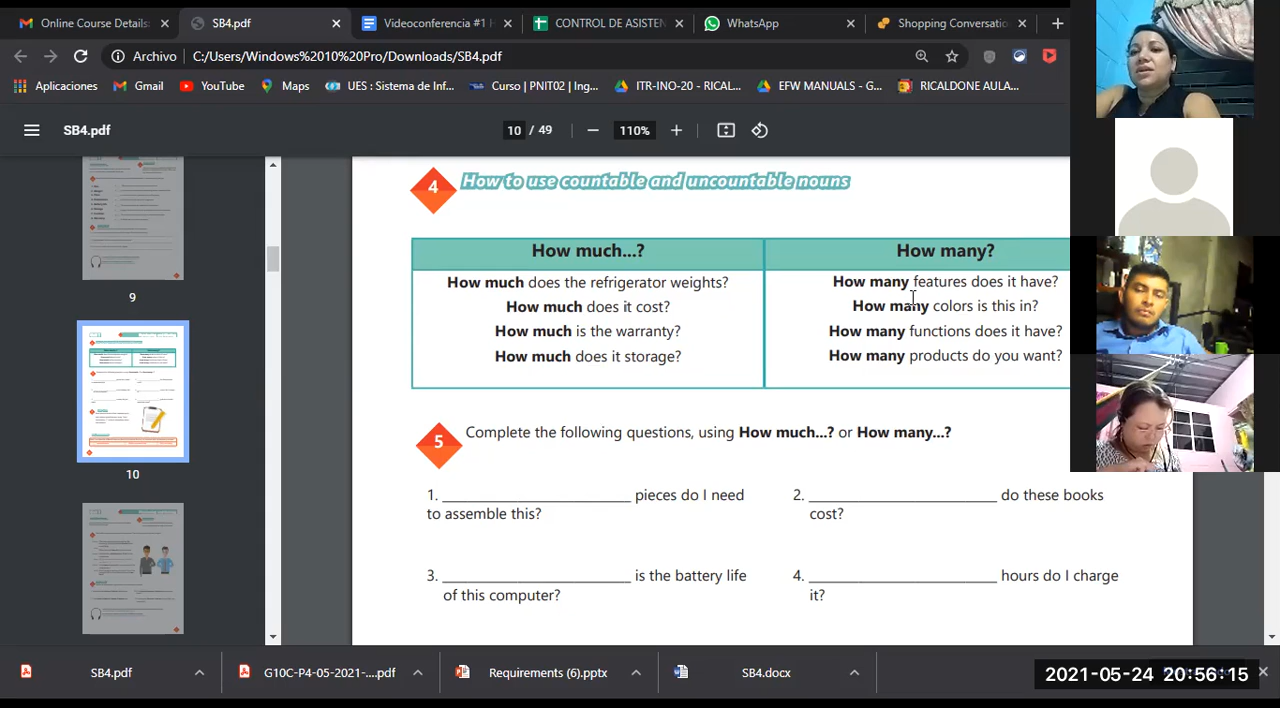 Online Course Details:
SB4.pdf
Videoconferencia #1 H
CONTROL DE ASISTEN
WhatsApp
Shopping Conversatio
Archivo
C:/Users/Windows%2010%20Pro/Downloads/SB4.pdf
Aplicaciones
Gmail
YouTube
Maps
UES : Sistema de Inf...
Curso | PNIT02 | Ing...
ITR-INO-20 - RICAL...
EFW MANUALS - G...
RICALDONE AULA...
SB4.pdf
10 / 49
110%
9
10
4
How to use countable and uncountable nouns
How much...?
How many?
How much does the refrigerator weights?
How many features does it have?
How much does it cost?
How many colors is this in?
How much is the warranty?
How many functions does it have?
How much does it storage?
How many products do you want?
5
Complete the following questions, using How much...? or How many...?
1. ________________________ pieces do I need
to assemble this?
2. ________________________ do these books
cost?
3. ________________________ is the battery life
of this computer?
4. ________________________ hours do I charge
it?
SB4.pdf
G10C-P4-05-2021-....pdf
Requirements (6).pptx
SB4.docx
2021-05-24 20:56:15